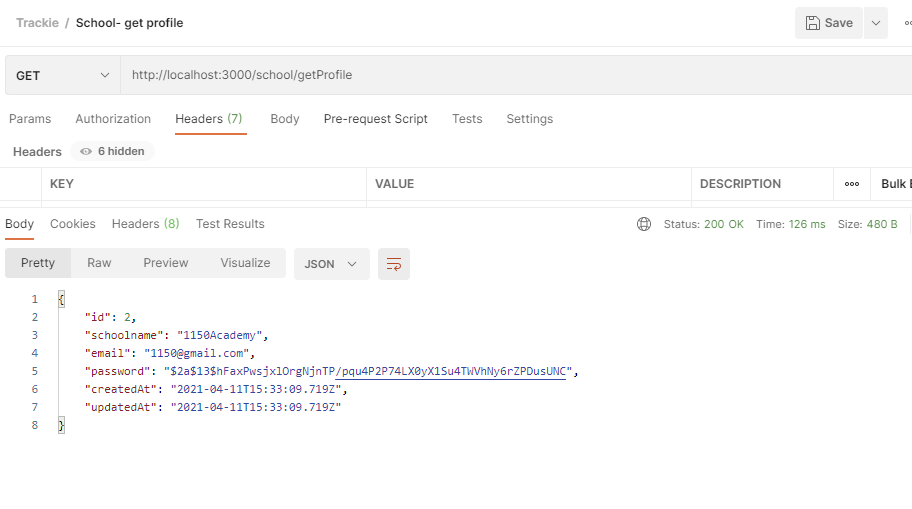 Trackie / School- get profile
Save
GET http://localhost:3000/school/getProfile
Params Authorization Headers (7) Body Pre-request Script Tests Settings
Headers 6 hidden
KEY VALUE DESCRIPTION Bulk
Body Cookies Headers (8) Test Results Status: 200 OK Time: 126 ms Size: 480 B
Pretty Raw Preview Visualize JSON
1 {
2 "id": 2,
3 "schoolname": "1150Academy",
4 "email": "1150@gmail.com",
5 "password": "$2a$13$hFaxPwsjxlOrgNjnTP/pqu4P2P74LX0yX1Su4TWVhNy6rZPDusUNC",
6 "createdAt": "2021-04-11T15:33:09.719Z",
7 "updatedAt": "2021-04-11T15:33:09.719Z"
8 }